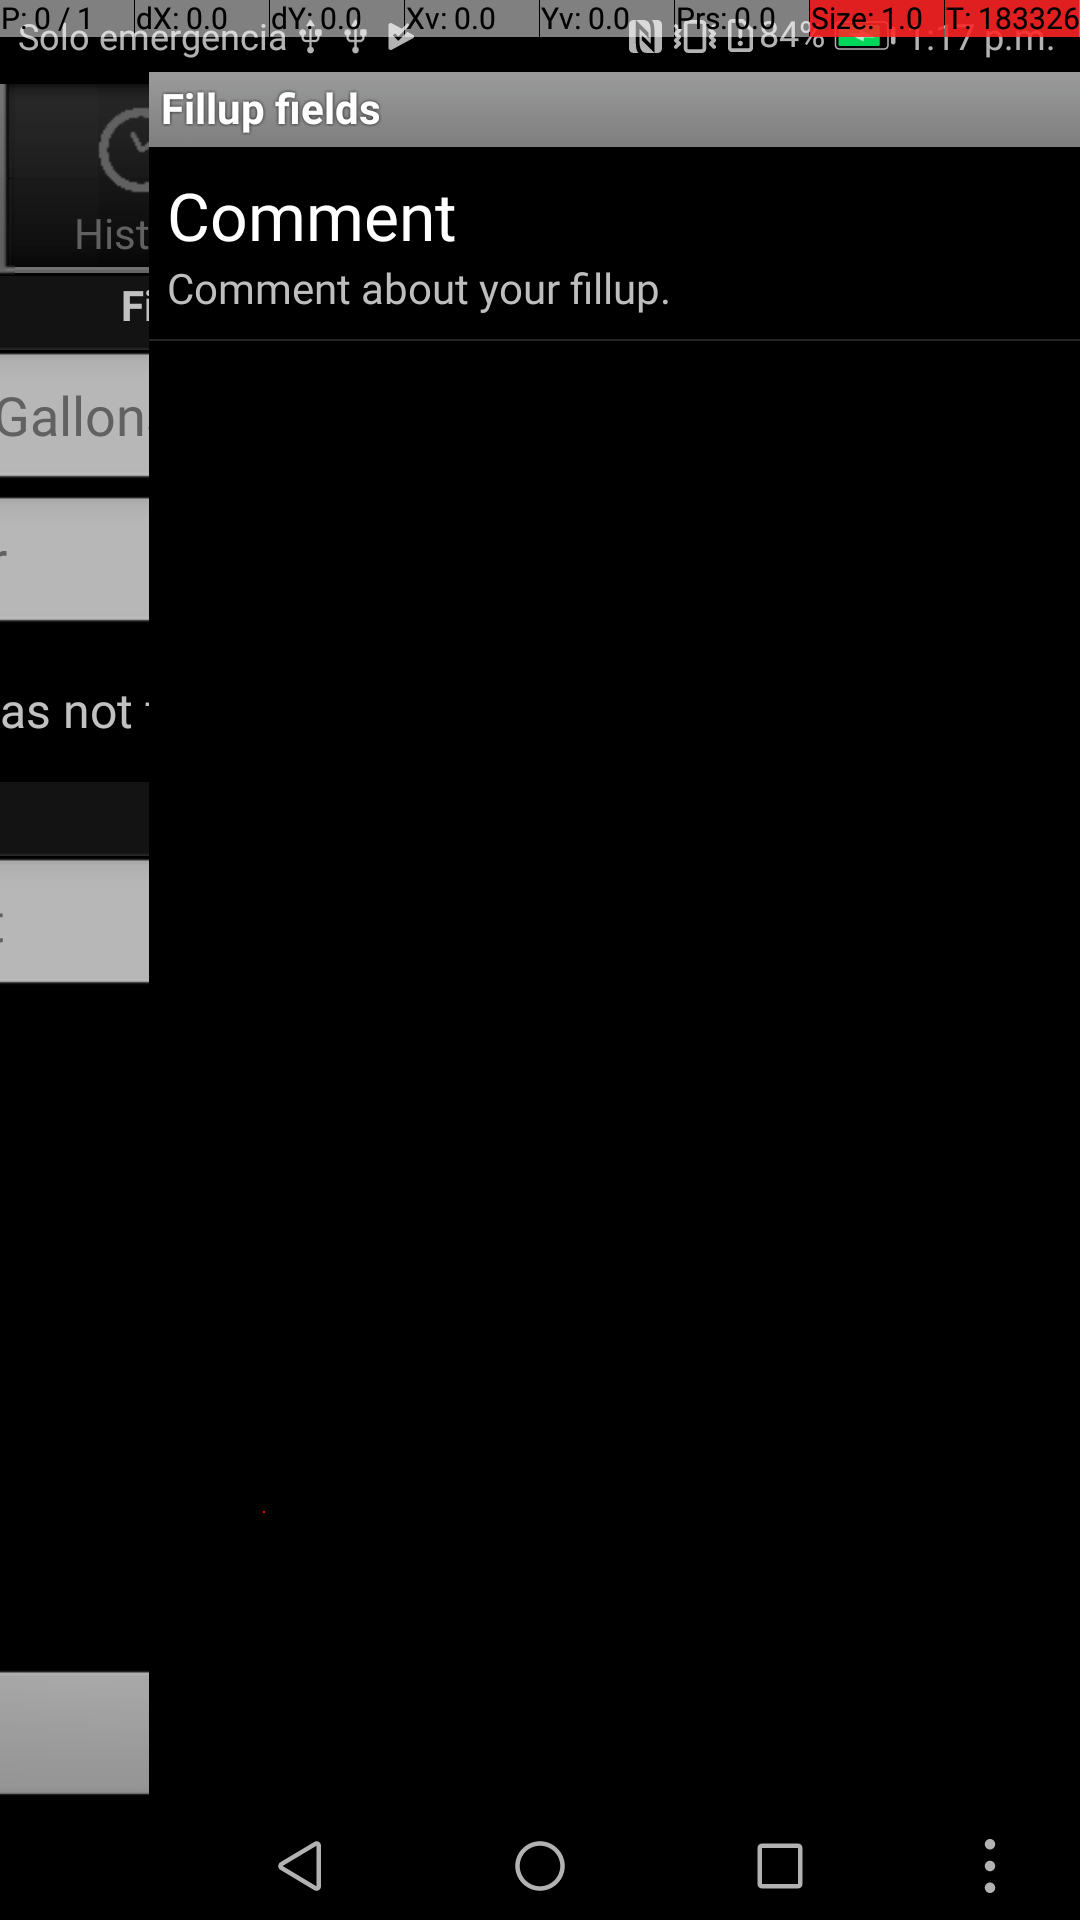 P: 0 / 1 dX: 0.0 dY: 0.0 Xv: 0.0 Yv: 0.0 Prs: 0.0 Size: 1.0 T: 183326
Solo emergencia 84% 1:17 p.m.
Fillup fields
Hist
Comment
Comment about your fillup.
Fi
Gallon
r
as not